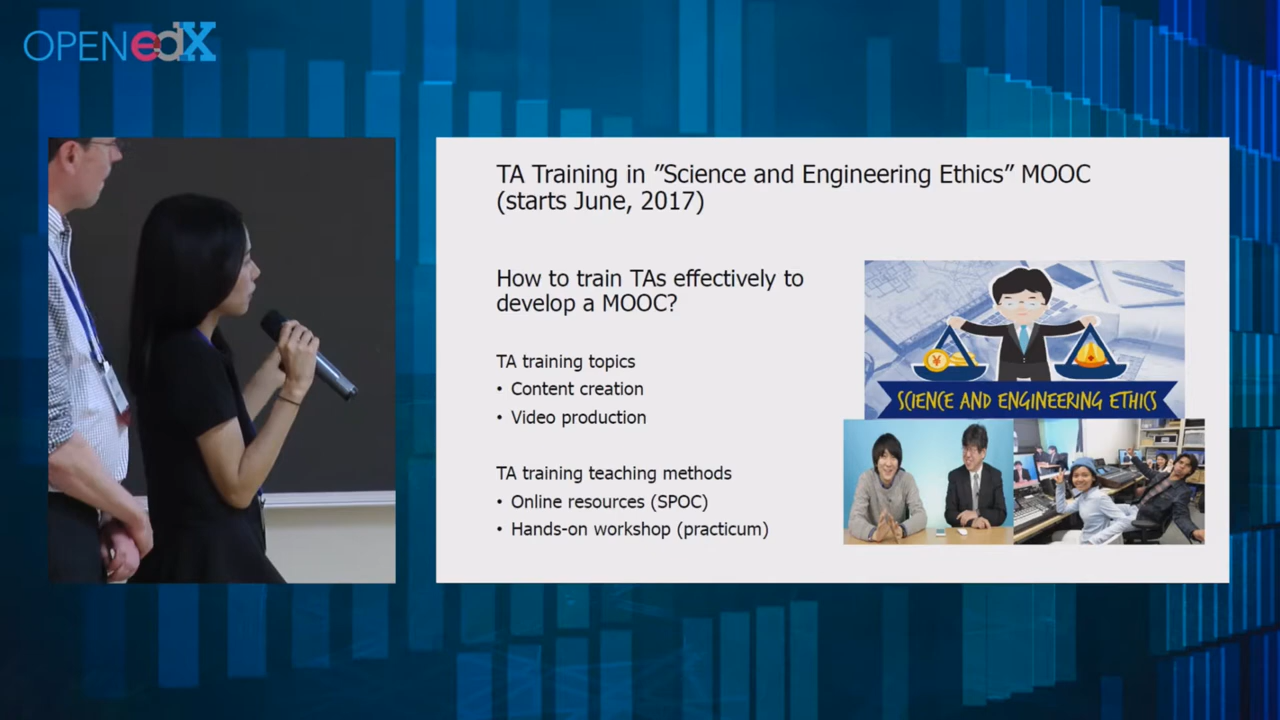 OPENedX
TA Training in ”Science and Engineering Ethics” MOOC
(starts June, 2017)
How to train TAs effectively to
develop a MOOC?
TA training topics
• Content creation
• Video production
TA training teaching methods
• Online resources (SPOC)
• Hands-on workshop (practicum)
¥
SCIENCE AND ENGINEERING ETHICS